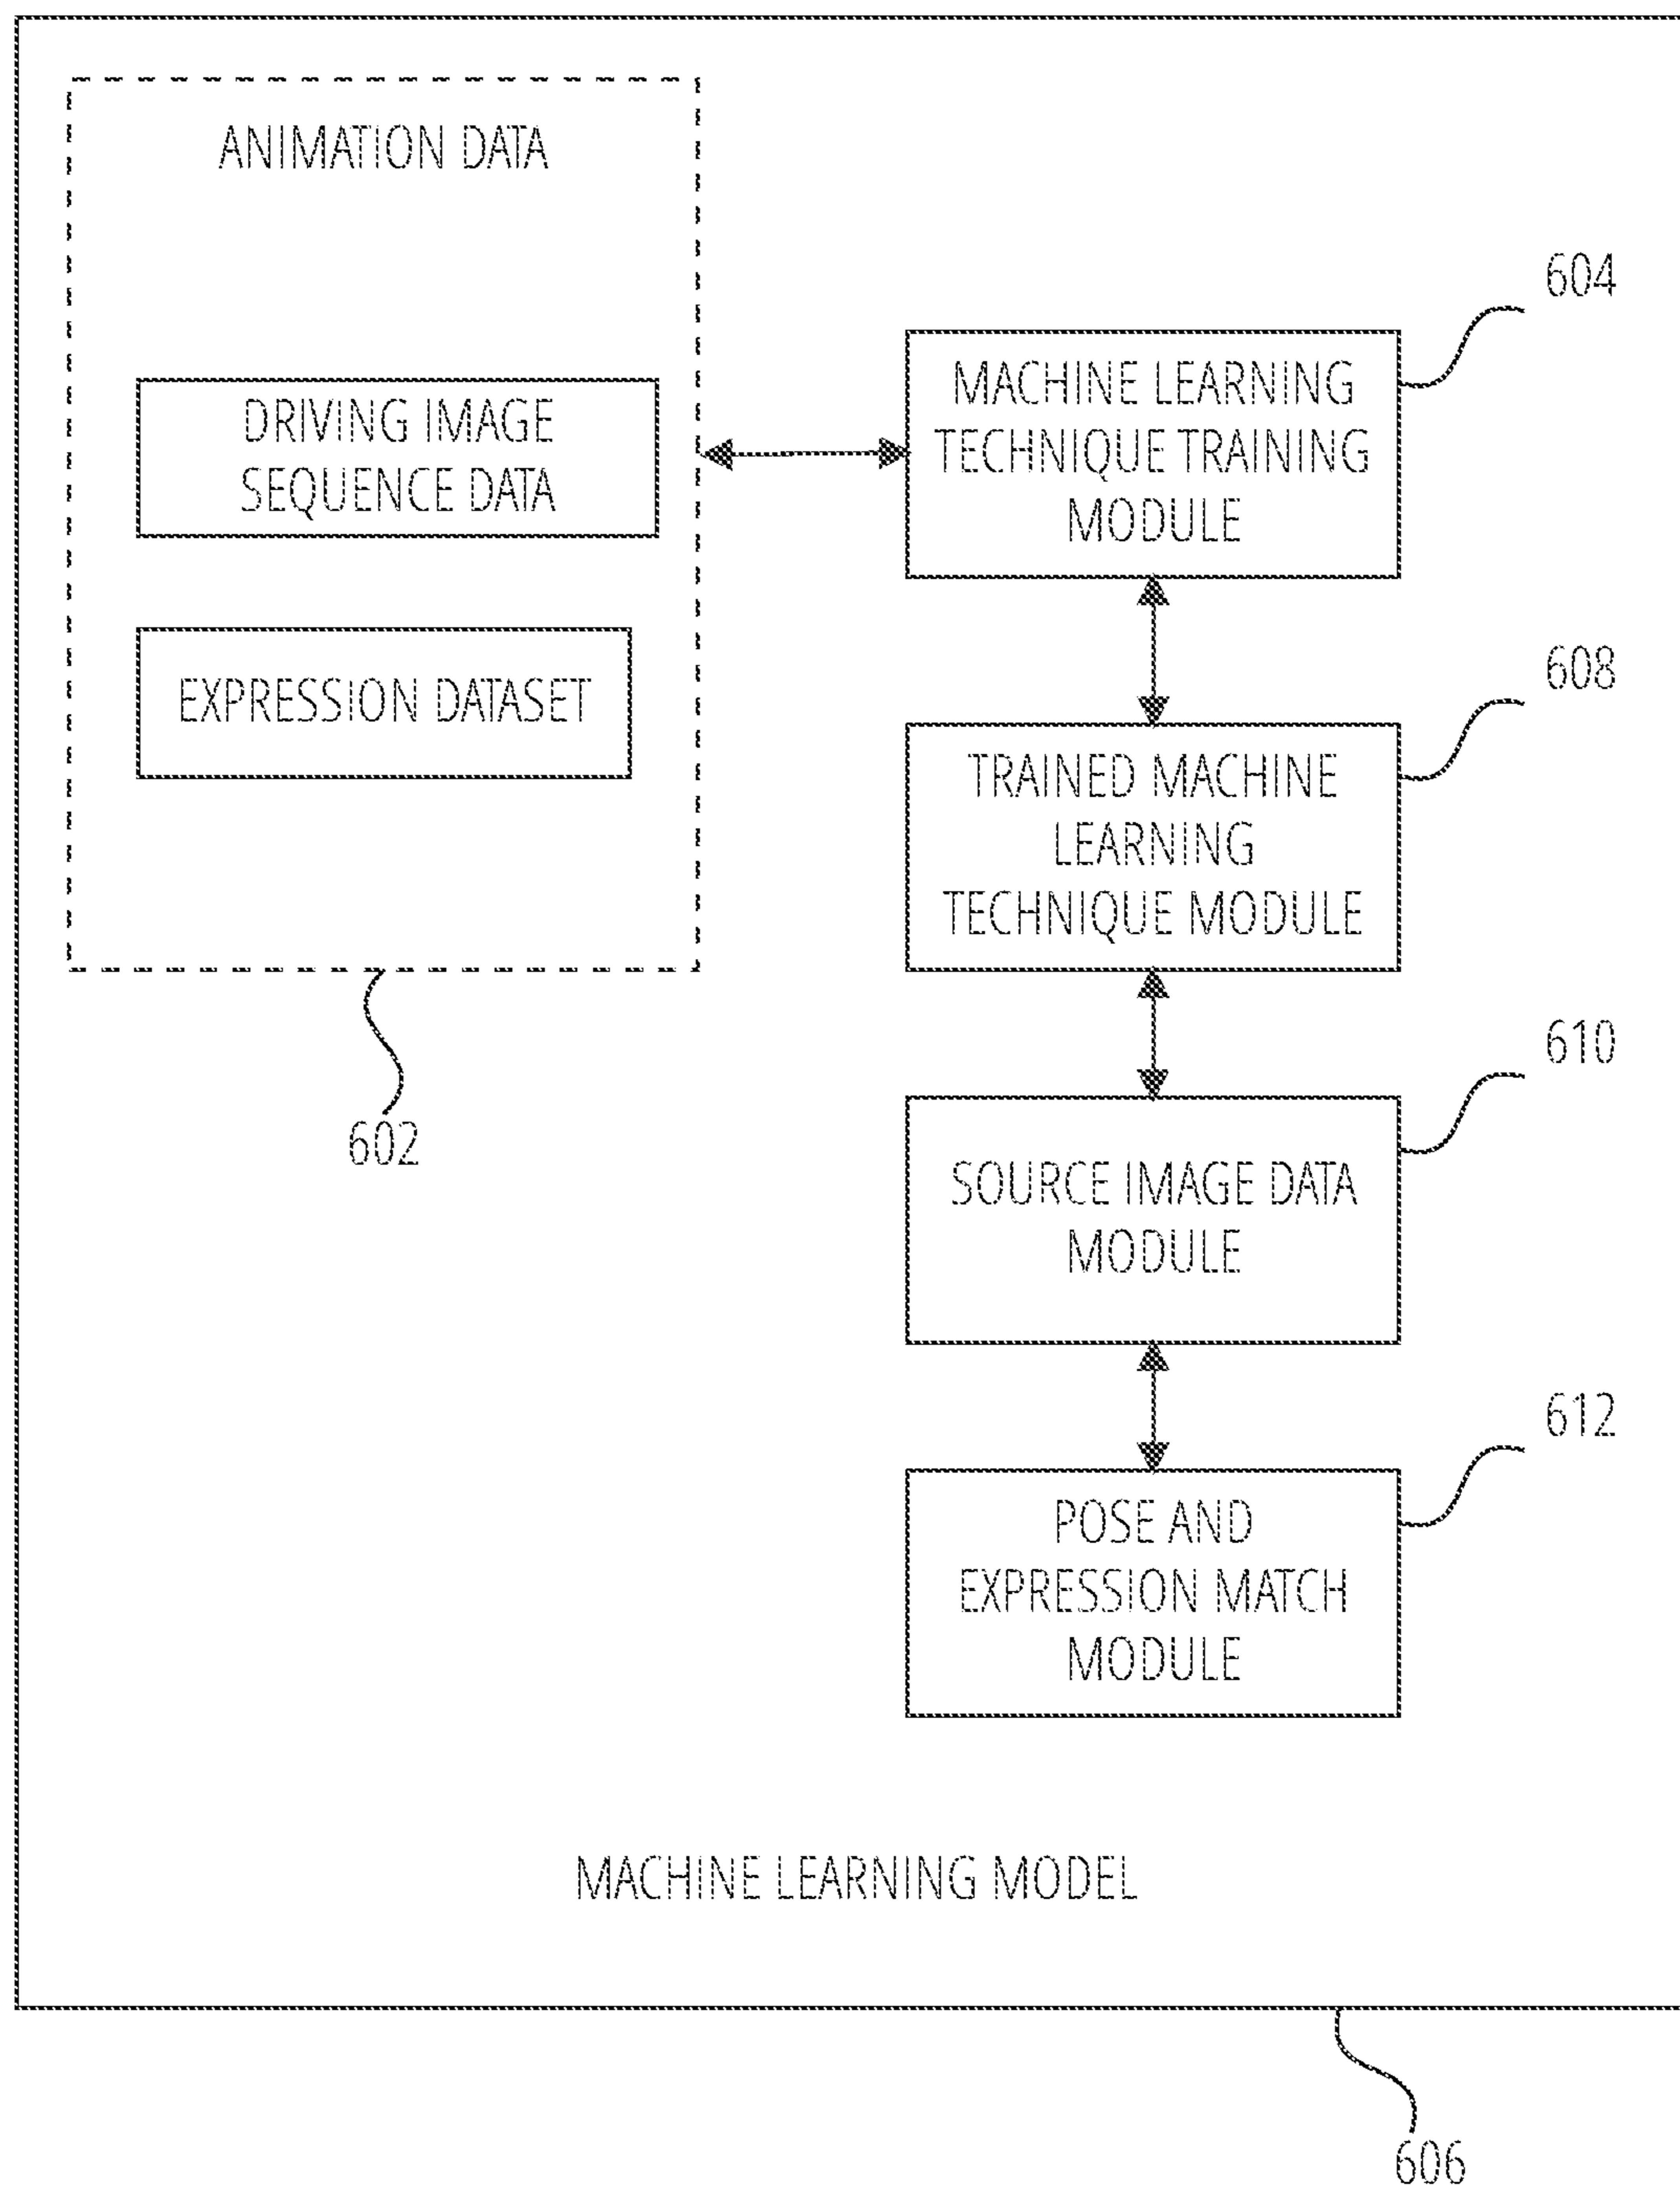 ANIMATION DATA
DRIVING IMAGE
SEQUENCE DATA
EXPRESSION DATASET
602
604
MACHINE LEARNING
TECHNIQUE TRAINING
MODULE
608
TRAINED MACHINE
LEARNING
TECHNIQUE MODULE
610
SOURCE IMAGE DATA
MODULE
612
POSE AND
EXPRESSION MATCH
MODULE
MACHINE LEARNING MODEL
606